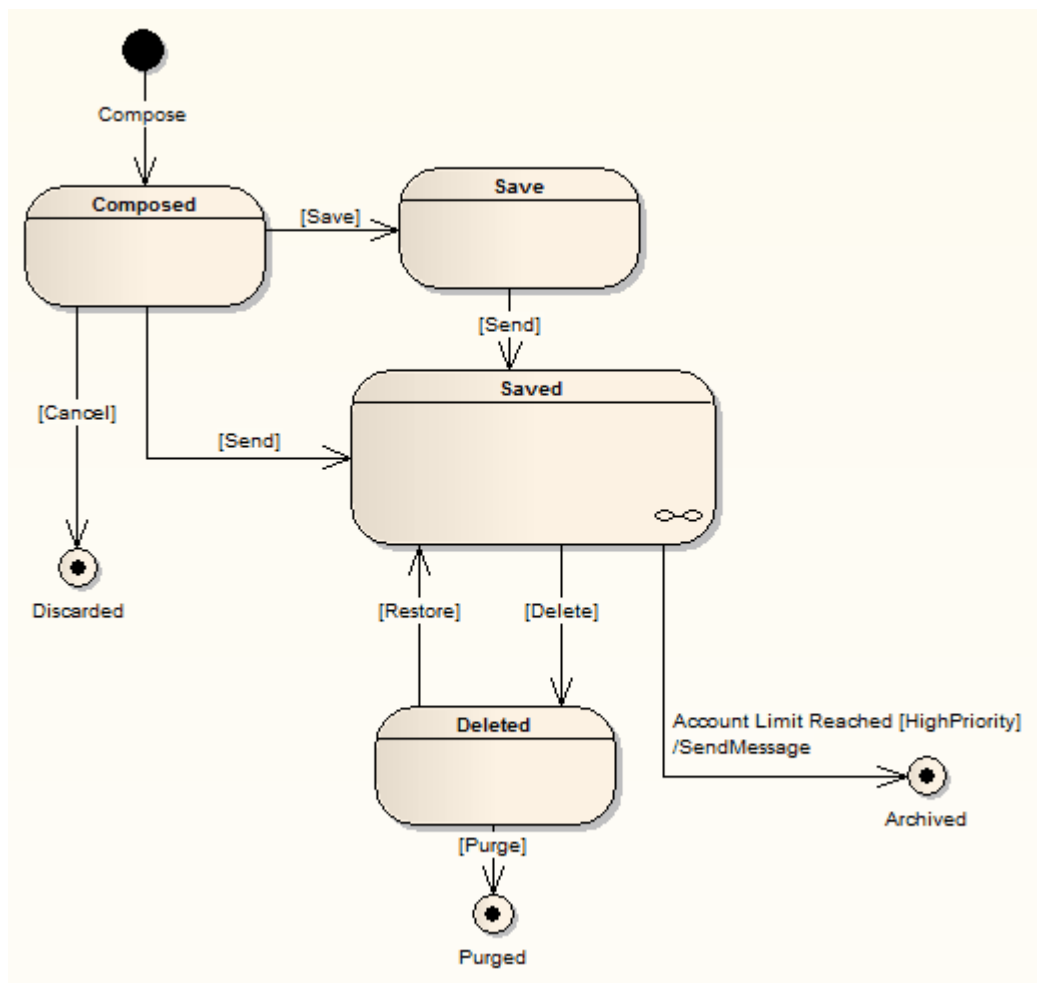 Compose
Composed
Save
[Save]
[Send]
Saved
[Cancel]
[Send]
Discarded
[Restore]
[Delete]
Deleted
Account Limit Reached [HighPriority]
/SendMessage
Archived
[Purge]
Purged